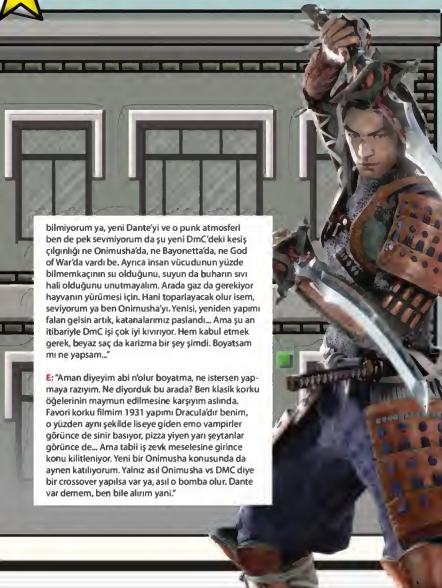 bilmiyorum ya, yeni Dante'yi ve o punk atmosferi
ben de pek sevmiyorum da şu yeni DmC'deki kesiş
çılgınlığı ne Onimusha'da, ne Bayonetta'da, ne God
of War'da vardı be. Ayrıca insan vücudunun yüzde
bilmemkaçının su olduğunu, suyun da buharın sıvı
hali olduğunu unutmayalım. Arada gaz da gerekiyor
hayvanın yürümesi için. Hani toparlayacak olur isem,
seviyorum ya ben Onimusha'yı. Yenisi, yeniden yapımı
falan gelsin artık, katanalarımız paslandı... Ama şu an
itibariyle DmC işi çok iyi kıvırıyor. Hem kabul etmek
gerek, beyaz saç da karizma bir şey şimdi. Boyatsam
mı ne yapsam..."
E: "Aman diyeyim abi n'olur boyatma, ne istersen yap-
maya razıyım. Ne diyorduk bu arada? Ben klasik korku
öğelerinin maymun edilmesine karşıyım aslında.
Favori korku filmim 1931 yapımı Dracula'dır benim,
o yüzden aynı şekilde liseye giden emo vampirler
görünce de sinir basıyor, pizza yiyen yarı şeytanlar
görünce de... Ama tabii iş zevk meselesine girince
konu kilitleniyor. Yeni bir Onimusha konusunda da
aynen katılıyorum. Yalnız asıl Onimusha vs DMC diye
bir crossover yapılsa var ya, asıl o bomba olur. Dante
var demem, ben bile alırım yani."